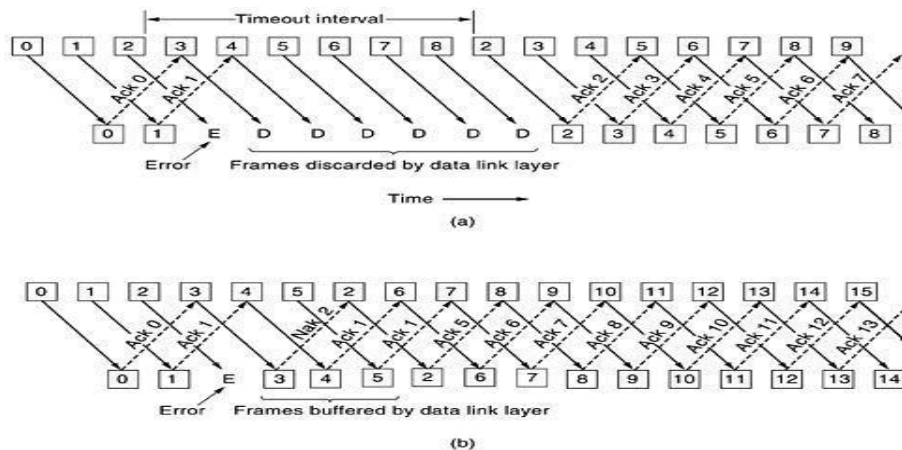 Timeout interval
0 1 2 3 4 5 6 7 8 2 3 4 5 6 7 8 9
Ack 0 Ack 1 Ack 2 Ack 3 Ack 4 Ack 5 Ack 6 Ack 7
0 1 E D D D D D D 2 3 4 5 6 7 8
Error
Frames discarded by data link layer
Time
(a)
0 1 2 3 4 5 2 6 7 8 9 10 11 12 13 14 15
Ack 0 Ack 1 Nak 2 Ack 1 Ack 1 Ack 5 Ack 6 Ack 7 Ack 8 Ack 9 Ack 10 Ack 11 Ack 12 Ack 13
0 1 E 3 4 5 2 6 7 8 9 10 11 12 13 14
Error
Frames buffered by data link layer
(b)